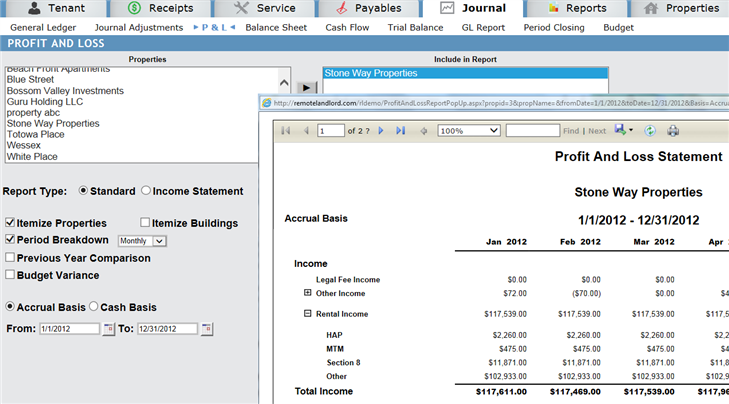 Tenant Receipts Service Payables Journal Reports Properties
General Ledger Journal Adjustments P & L Balance Sheet Cash Flow Trial Balance GL Report Period Closing Budget
PROFIT AND LOSS
Properties Include in Report
Beach Front Apartments
Blue Street
Bossom Valley Investments
Guru Holding LLC
property abc
Stone Way Properties
Totowa Place
Wessex
White Place
Stone Way Properties
Report Type: Standard Income Statement
Itemize Properties Itemize Buildings
Period Breakdown Monthly
Previous Year Comparison
Budget Variance
Accrual Basis Cash Basis
From: 1/1/2012 To: 12/31/2012
http://remotelandlord.com/rldemo/ProfitAndLossReportPopUp.aspx?propid=3&propName=&fromDate=1/1/2012&toDate=12/31/2012&Basis=Accru
1 of 2 ? 100% Find | Next
Profit And Loss Statement
Stone Way Properties
Accrual Basis 1/1/2012 - 12/31/2012
Jan 2012 Feb 2012 Mar 2012 Apr
Income
Legal Fee Income $0.00 $0.00 $0.00
Other Income $72.00 ($70.00) $0.00 $4
Rental Income $117,539.00 $117,539.00 $117,539.00 $117,5
HAP $2,260.00 $2,260.00 $2,260.00 $2,2
MTM $475.00 $475.00 $475.00 $4
Section 8 $11,871.00 $11,871.00 $11,871.00 $11,8
Other $102,933.00 $102,933.00 $102,933.00 $102,9
Total Income $117,611.00 $117,469.00 $117,539.00 $117,96